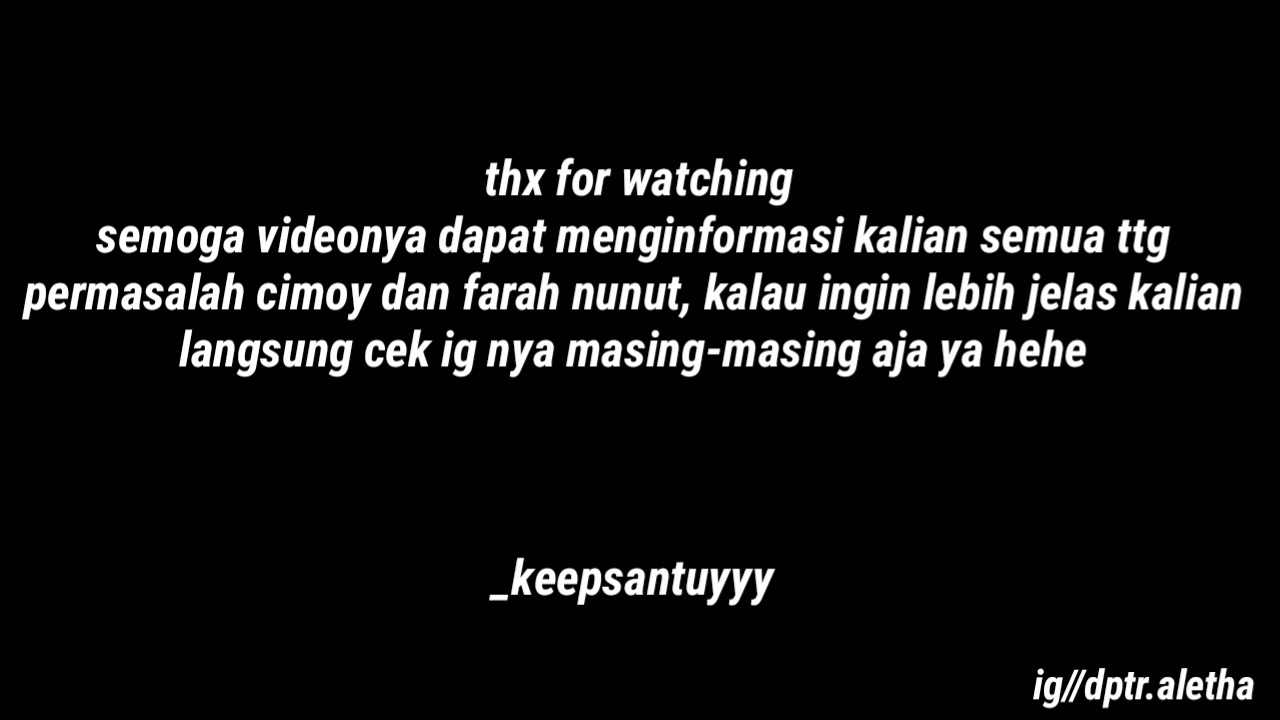 thx for watching
semoga videonya dapat menginformasi kalian semua ttg
permasalah cimoy dan farah nunut, kalau ingin lebih jelas kalian
langsung cek ig nya masing-masing aja ya hehe
_keepsantuyyy
ig//dptr.aletha